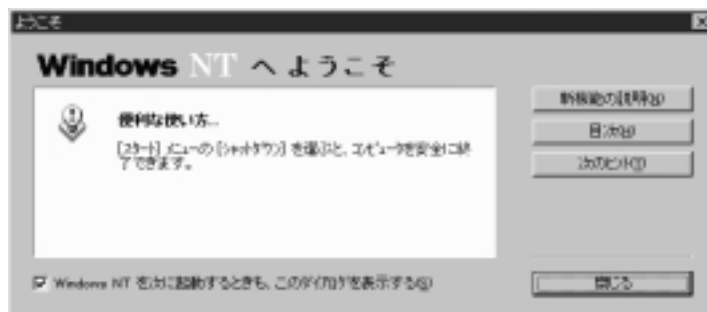 ようこそ
Windows NT へ ようこそ
便利な使い方...
[スタート] メニューの [シャットダウン] を選ぶと、コンピュータを安全に終
了できます。
新機能の説明(W)
目次(H)
次のヒント(T)
Windows NT を次に起動するときも、このダイアログを表示する(S)
閉じる